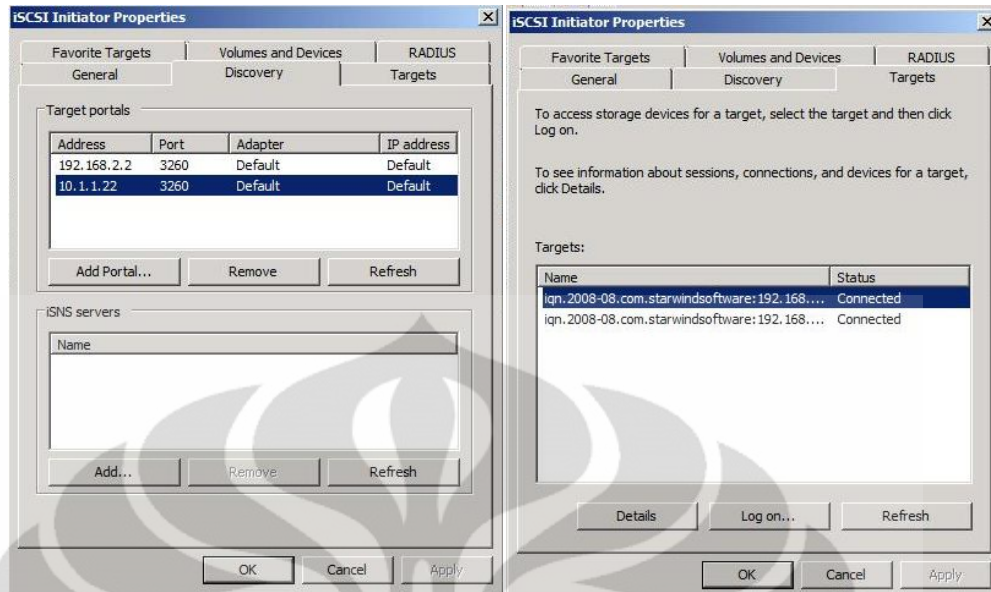 iSCSI Initiator Properties
Favorite Targets Volumes and Devices RADIUS
General Discovery Targets
Target portals
Address Port Adapter IP address
192.168.2.2 3260 Default Default
10.1.1.22 3260 Default Default
Add Portal... Remove Refresh
iSNS servers
Name
Add... Remove Refresh
OK Cancel Apply
iSCSI Initiator Properties
Favorite Targets Volumes and Devices RADIUS
General Discovery Targets
To access storage devices for a target, select the target and then click
Log on.
To see information about sessions, connections, and devices for a target,
click Details.
Targets:
Name Status
iqn.2008-08.com.starwindsoftware:192.168.... Connected
iqn.2008-08.com.starwindsoftware:192.168.... Connected
Details Log on... Refresh
OK Cancel Apply